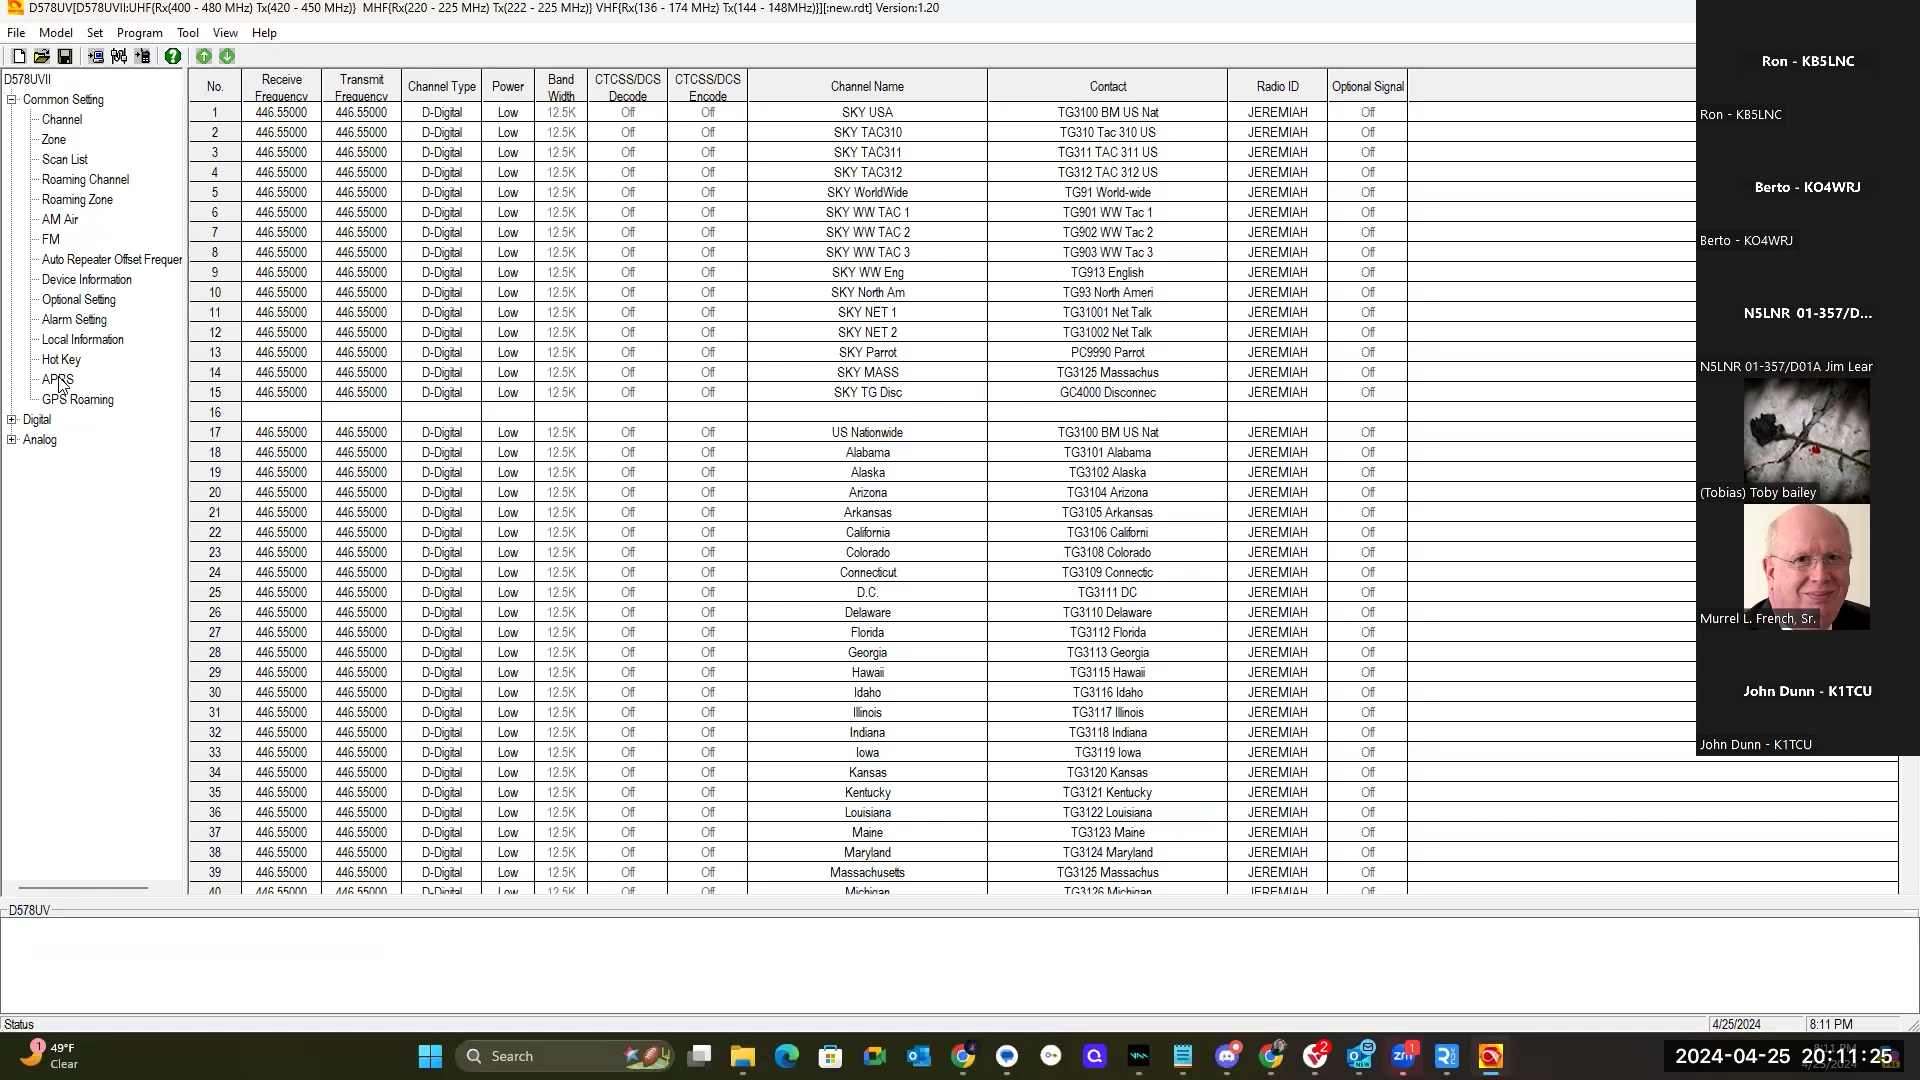 D578UV[D578UVII:UHF{Rx(400 - 480 MHz) Tx(420 - 450 MHz)}  MHF{Rx(220 - 225 MHz) Tx(222 - 225 MHz)} VHF{Rx(136 - 174 MHz) Tx(144 - 148MHz)}][:new.rdt] Version:1.20
File Model Set Program Tool View Help
D578UVII
Common Setting
Channel
Zone
Scan List
Roaming Channel
Roaming Zone
AM Air
FM
Auto Repeater Offset Frequer
Device Information
Optional Setting
Alarm Setting
Local Information
Hot Key
APRS
GPS Roaming
Digital
Analog
No. Receive Frequency Transmit Frequency Channel Type Power Band Width CTCSS/DCS Decode CTCSS/DCS Encode Channel Name Contact Radio ID Optional Signal
1 446.55000 446.55000 D-Digital Low 12.5K Off Off SKY USA TG3100 BM US Nat JEREMIAH Off
2 446.55000 446.55000 D-Digital Low 12.5K Off Off SKY TAC310 TG310 Tac 310 US JEREMIAH Off
3 446.55000 446.55000 D-Digital Low 12.5K Off Off SKY TAC311 TG311 TAC 311 US JEREMIAH Off
4 446.55000 446.55000 D-Digital Low 12.5K Off Off SKY TAC312 TG312 TAC 312 US JEREMIAH Off
5 446.55000 446.55000 D-Digital Low 12.5K Off Off SKY WorldWide TG91 World-wide JEREMIAH Off
6 446.55000 446.55000 D-Digital Low 12.5K Off Off SKY WW TAC 1 TG901 WW Tac 1 JEREMIAH Off
7 446.55000 446.55000 D-Digital Low 12.5K Off Off SKY WW TAC 2 TG902 WW Tac 2 JEREMIAH Off
8 446.55000 446.55000 D-Digital Low 12.5K Off Off SKY WW TAC 3 TG903 WW Tac 3 JEREMIAH Off
9 446.55000 446.55000 D-Digital Low 12.5K Off Off SKY WW Eng TG913 English JEREMIAH Off
10 446.55000 446.55000 D-Digital Low 12.5K Off Off SKY North Am TG93 North Ameri JEREMIAH Off
11 446.55000 446.55000 D-Digital Low 12.5K Off Off SKY NET 1 TG31001 Net Talk JEREMIAH Off
12 446.55000 446.55000 D-Digital Low 12.5K Off Off SKY NET 2 TG31002 Net Talk JEREMIAH Off
13 446.55000 446.55000 D-Digital Low 12.5K Off Off SKY Parrot PC9990 Parrot JEREMIAH Off
14 446.55000 446.55000 D-Digital Low 12.5K Off Off SKY MASS TG3125 Massachus JEREMIAH Off
15 446.55000 446.55000 D-Digital Low 12.5K Off Off SKY TG Disc GC4000 Disconnec JEREMIAH Off
16
17 446.55000 446.55000 D-Digital Low 12.5K Off Off US Nationwide TG3100 BM US Nat JEREMIAH Off
18 446.55000 446.55000 D-Digital Low 12.5K Off Off Alabama TG3101 Alabama JEREMIAH Off
19 446.55000 446.55000 D-Digital Low 12.5K Off Off Alaska TG3102 Alaska JEREMIAH Off
20 446.55000 446.55000 D-Digital Low 12.5K Off Off Arizona TG3104 Arizona JEREMIAH Off
21 446.55000 446.55000 D-Digital Low 12.5K Off Off Arkansas TG3105 Arkansas JEREMIAH Off
22 446.55000 446.55000 D-Digital Low 12.5K Off Off California TG3106 Californi JEREMIAH Off
23 446.55000 446.55000 D-Digital Low 12.5K Off Off Colorado TG3108 Colorado JEREMIAH Off
24 446.55000 446.55000 D-Digital Low 12.5K Off Off Connecticut TG3109 Connectic JEREMIAH Off
25 446.55000 446.55000 D-Digital Low 12.5K Off Off D.C. TG3111 DC JEREMIAH Off
26 446.55000 446.55000 D-Digital Low 12.5K Off Off Delaware TG3110 Delaware JEREMIAH Off
27 446.55000 446.55000 D-Digital Low 12.5K Off Off Florida TG3112 Florida JEREMIAH Off
28 446.55000 446.55000 D-Digital Low 12.5K Off Off Georgia TG3113 Georgia JEREMIAH Off
29 446.55000 446.55000 D-Digital Low 12.5K Off Off Hawaii TG3115 Hawaii JEREMIAH Off
30 446.55000 446.55000 D-Digital Low 12.5K Off Off Idaho TG3116 Idaho JEREMIAH Off
31 446.55000 446.55000 D-Digital Low 12.5K Off Off Illinois TG3117 Illinois JEREMIAH Off
32 446.55000 446.55000 D-Digital Low 12.5K Off Off Indiana TG3118 Indiana JEREMIAH Off
33 446.55000 446.55000 D-Digital Low 12.5K Off Off Iowa TG3119 Iowa JEREMIAH Off
34 446.55000 446.55000 D-Digital Low 12.5K Off Off Kansas TG3120 Kansas JEREMIAH Off
35 446.55000 446.55000 D-Digital Low 12.5K Off Off Kentucky TG3121 Kentucky JEREMIAH Off
36 446.55000 446.55000 D-Digital Low 12.5K Off Off Louisiana TG3122 Louisiana JEREMIAH Off
37 446.55000 446.55000 D-Digital Low 12.5K Off Off Maine TG3123 Maine JEREMIAH Off
38 446.55000 446.55000 D-Digital Low 12.5K Off Off Maryland TG3124 Maryland JEREMIAH Off
39 446.55000 446.55000 D-Digital Low 12.5K Off Off Massachusetts TG3125 Massachus JEREMIAH Off
40 446.55000 446.55000 D-Digital Low 12.5K Off Off Michigan TG3126 Michigan JEREMIAH Off
Ron - KB5LNC
Ron - KB5LNC
Berto - KO4WRJ
Berto - KO4WRJ
N5LNR 01-357/D...
N5LNR 01-357/D01A Jim Lear
(Tobias) Toby bailey
Murrel L. French, Sr.
John Dunn - K1TCU
John Dunn - K1TCU
D578UV
Status 4/25/2024 8:11 PM
1 49°F
Clear
Search
2 NEW zm 1
2024-04-25 20:11:25